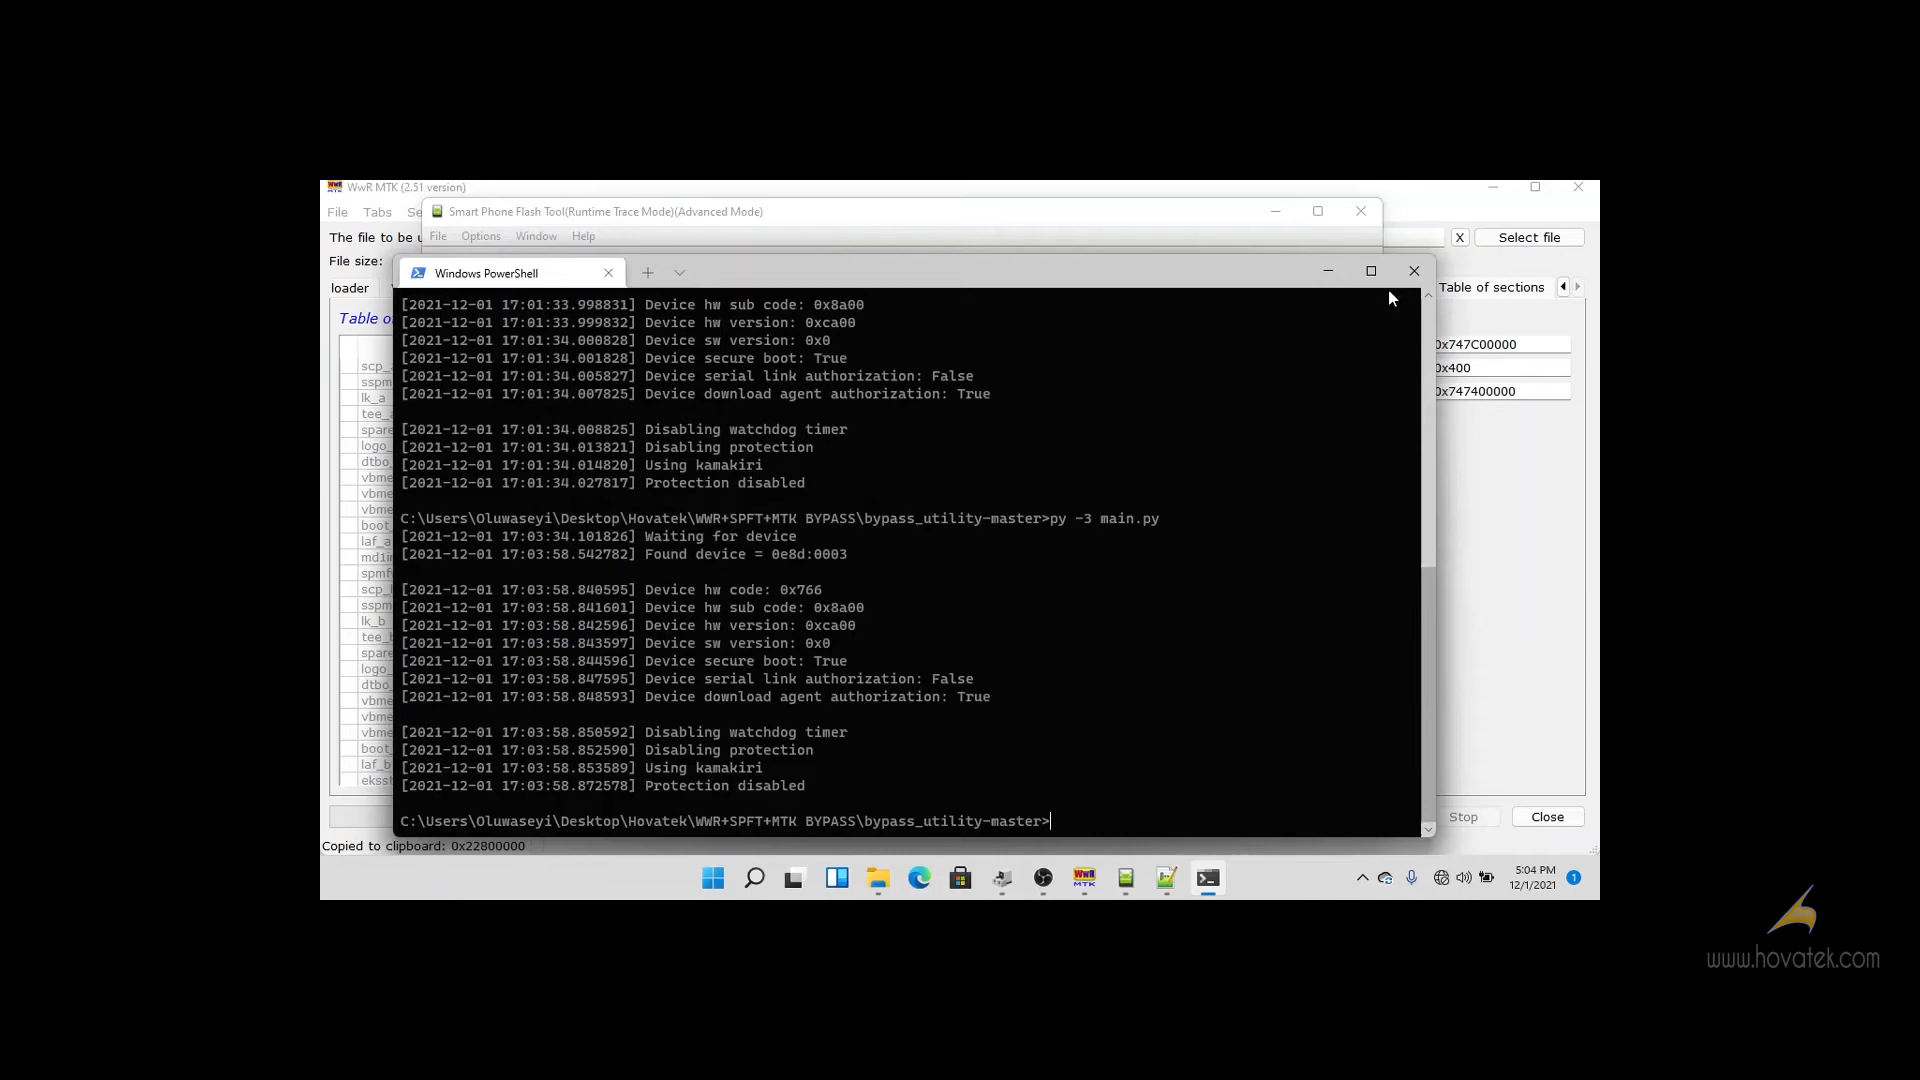 WwR MTK (2.51 version)
File Tabs Se
Smart Phone Flash Tool(Runtime Trace Mode)(Advanced Mode)
File Options Window Help
The file to be u
X Select file
File size:
loader
Table of sections
Table o
Windows PowerShell
[2021-12-01 17:01:33.998831] Device hw sub code: 0x8a00
[2021-12-01 17:01:33.999832] Device hw version: 0xca00
[2021-12-01 17:01:34.000828] Device sw version: 0x0
[2021-12-01 17:01:34.001828] Device secure boot: True
[2021-12-01 17:01:34.005827] Device serial link authorization: False
[2021-12-01 17:01:34.007825] Device download agent authorization: True
[2021-12-01 17:01:34.008825] Disabling watchdog timer
[2021-12-01 17:01:34.013821] Disabling protection
[2021-12-01 17:01:34.014820] Using kamakiri
[2021-12-01 17:01:34.027817] Protection disabled
C:\Users\Oluwaseyi\Desktop\Hovatek\WWR+SPFT+MTK BYPASS\bypass_utility-master>py -3 main.py
[2021-12-01 17:03:34.101826] Waiting for device
[2021-12-01 17:03:58.542782] Found device = 0e8d:0003
[2021-12-01 17:03:58.840595] Device hw code: 0x766
[2021-12-01 17:03:58.841601] Device hw sub code: 0x8a00
[2021-12-01 17:03:58.842596] Device hw version: 0xca00
[2021-12-01 17:03:58.843597] Device sw version: 0x0
[2021-12-01 17:03:58.844596] Device secure boot: True
[2021-12-01 17:03:58.847595] Device serial link authorization: False
[2021-12-01 17:03:58.848593] Device download agent authorization: True
[2021-12-01 17:03:58.850592] Disabling watchdog timer
[2021-12-01 17:03:58.852590] Disabling protection
[2021-12-01 17:03:58.853589] Using kamakiri
[2021-12-01 17:03:58.872578] Protection disabled
C:\Users\Oluwaseyi\Desktop\Hovatek\WWR+SPFT+MTK BYPASS\bypass_utility-master>
scp_
sspm
lk_a
tee_a
spare
logo_
dtbo_
vbme
vbme
boot_
laf_a
md1i
spmf
scp_
sspm
lk_b
tee_b
spare
logo_
dtbo_
vbme
vbme
vbme
boot_
laf_b
ekss
0x747C00000
0x400
0x747400000
Stop Close
Copied to clipboard: 0x22800000
WwR
MTK
5:04 PM
12/1/2021
1
www.hovatek.com